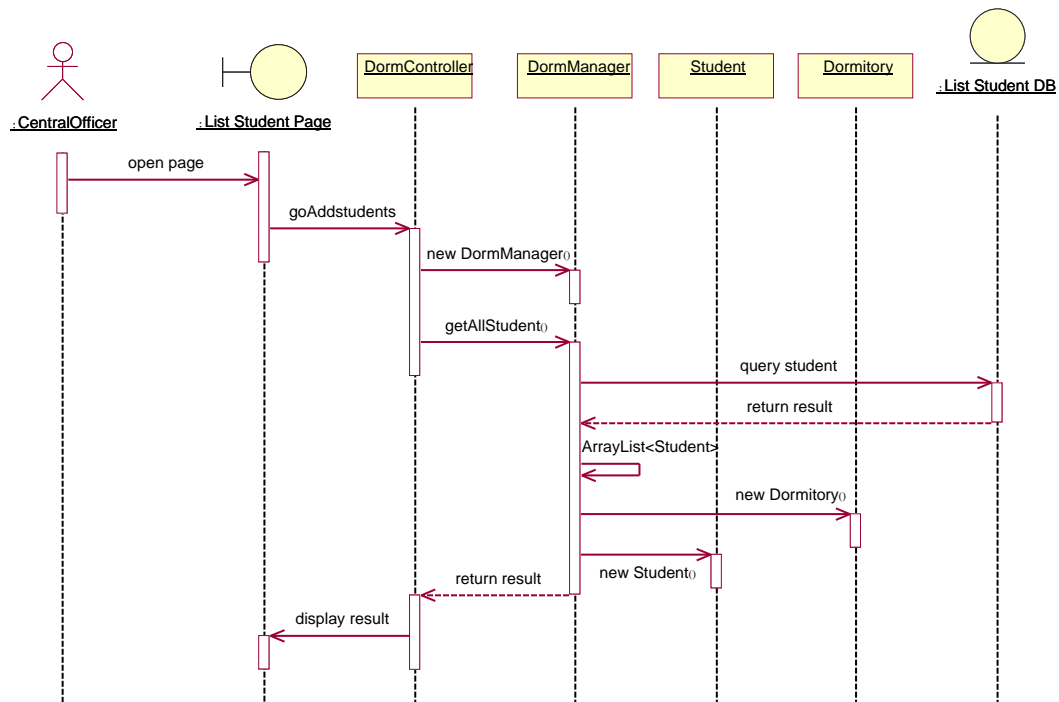 DormController
DormManager
Student
Dormitory
: List Student DB
: CentralOfficer
: List Student Page
open page
goAddstudents
new DormManager()
getAllStudent()
query student
return result
ArrayList<Student>
new Dormitory()
new Student()
return result
display result